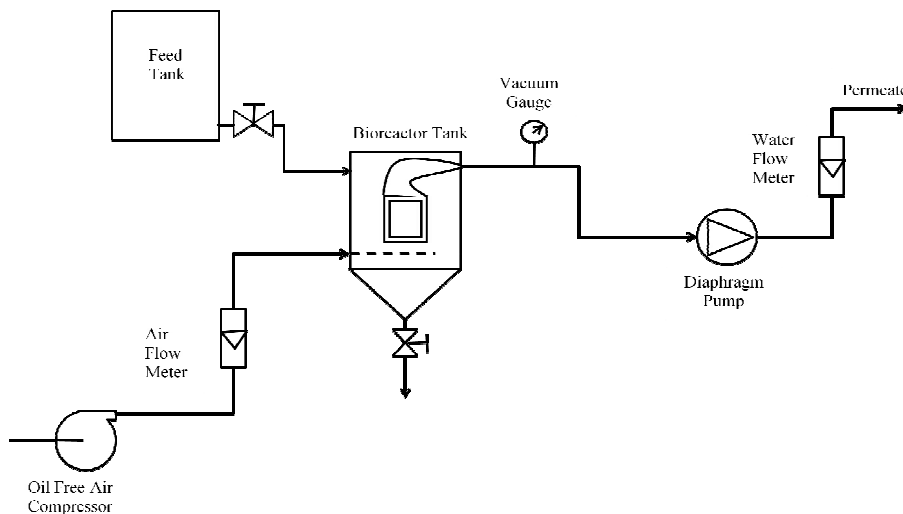 Feed
Tank
Vacuum
Gauge
Permeate
Bioreactor Tank
Water
Flow
Meter
Diaphragm
Pump
Air
Flow
Meter
Oil Free Air
Compressor